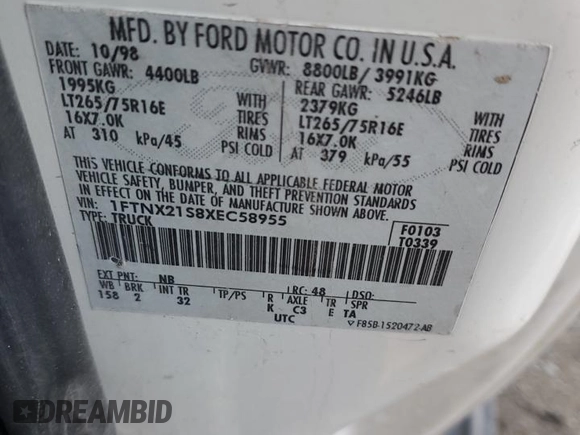 MFD. BY FORD MOTOR CO. IN U.S.A.
DATE: 10/98 GVWR: 8800LB/ 3991KG
FRONT GAWR: 4400LB REAR GAWR: 5246LB
1995KG WITH 2379KG WITH
LT265/75R16E TIRES LT265/75R16E TIRES
16X7.0K RIMS 16X7.0K RIMS
AT 310 kPa/45 PSI COLD AT 379 kPa/55 PSI COLD
THIS VEHICLE CONFORMS TO ALL APPLICABLE FEDERAL MOTOR
VEHICLE SAFETY, BUMPER, AND THEFT PREVENTION STANDARDS
IN EFFECT ON THE DATE OF MANUFACTURE SHOWN ABOVE.
VIN: 1FTNX21S8XEC58955
TYPE: TRUCK
F0103
T0339
EXT PNT: NB RC: 48 DSO:
WB BRK INT TR TP/PS R AXLE TR SPR
158 2 32 K C3 E TA
UTC
F85B-1520472-AB
DREAMBID